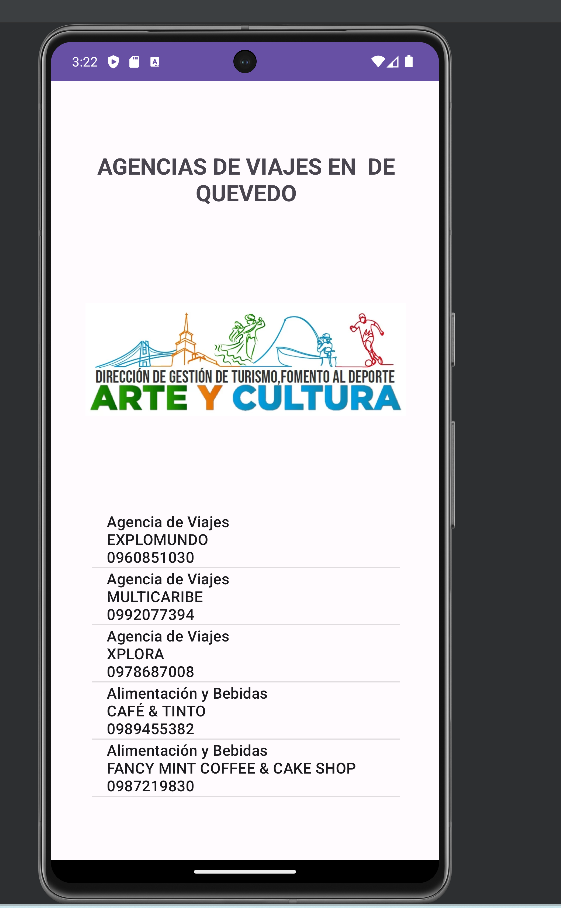 3:22
AGENCIAS DE VIAJES EN  DE
QUEVEDO
DIRECCIÓN DE GESTIÓN DE TURISMO,FOMENTO AL DEPORTE
ARTE Y CULTURA
Agencia de Viajes
EXPLOMUNDO
0960851030
Agencia de Viajes
MULTICARIBE
0992077394
Agencia de Viajes
XPLORA
0978687008
Alimentación y Bebidas
CAFÉ & TINTO
0989455382
Alimentación y Bebidas
FANCY MINT COFFEE & CAKE SHOP
0987219830